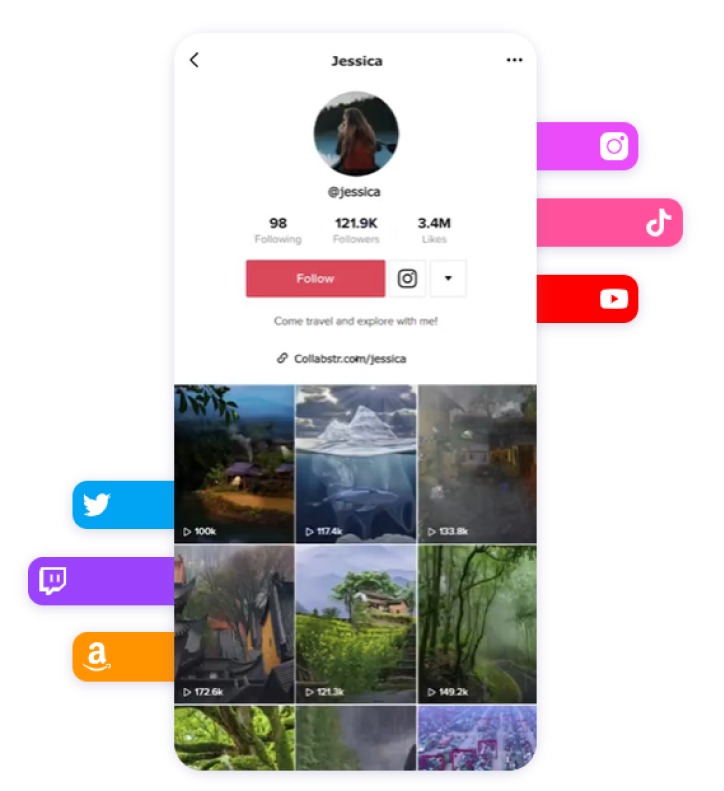 Jessica
@jessica
98 121.9K 3.4M
Following Followers Likes
Follow
Come travel and explore with me!
Collabstr.com/jessica
100k 117.4k 133.8k
172.6k 121.3k 149.2k